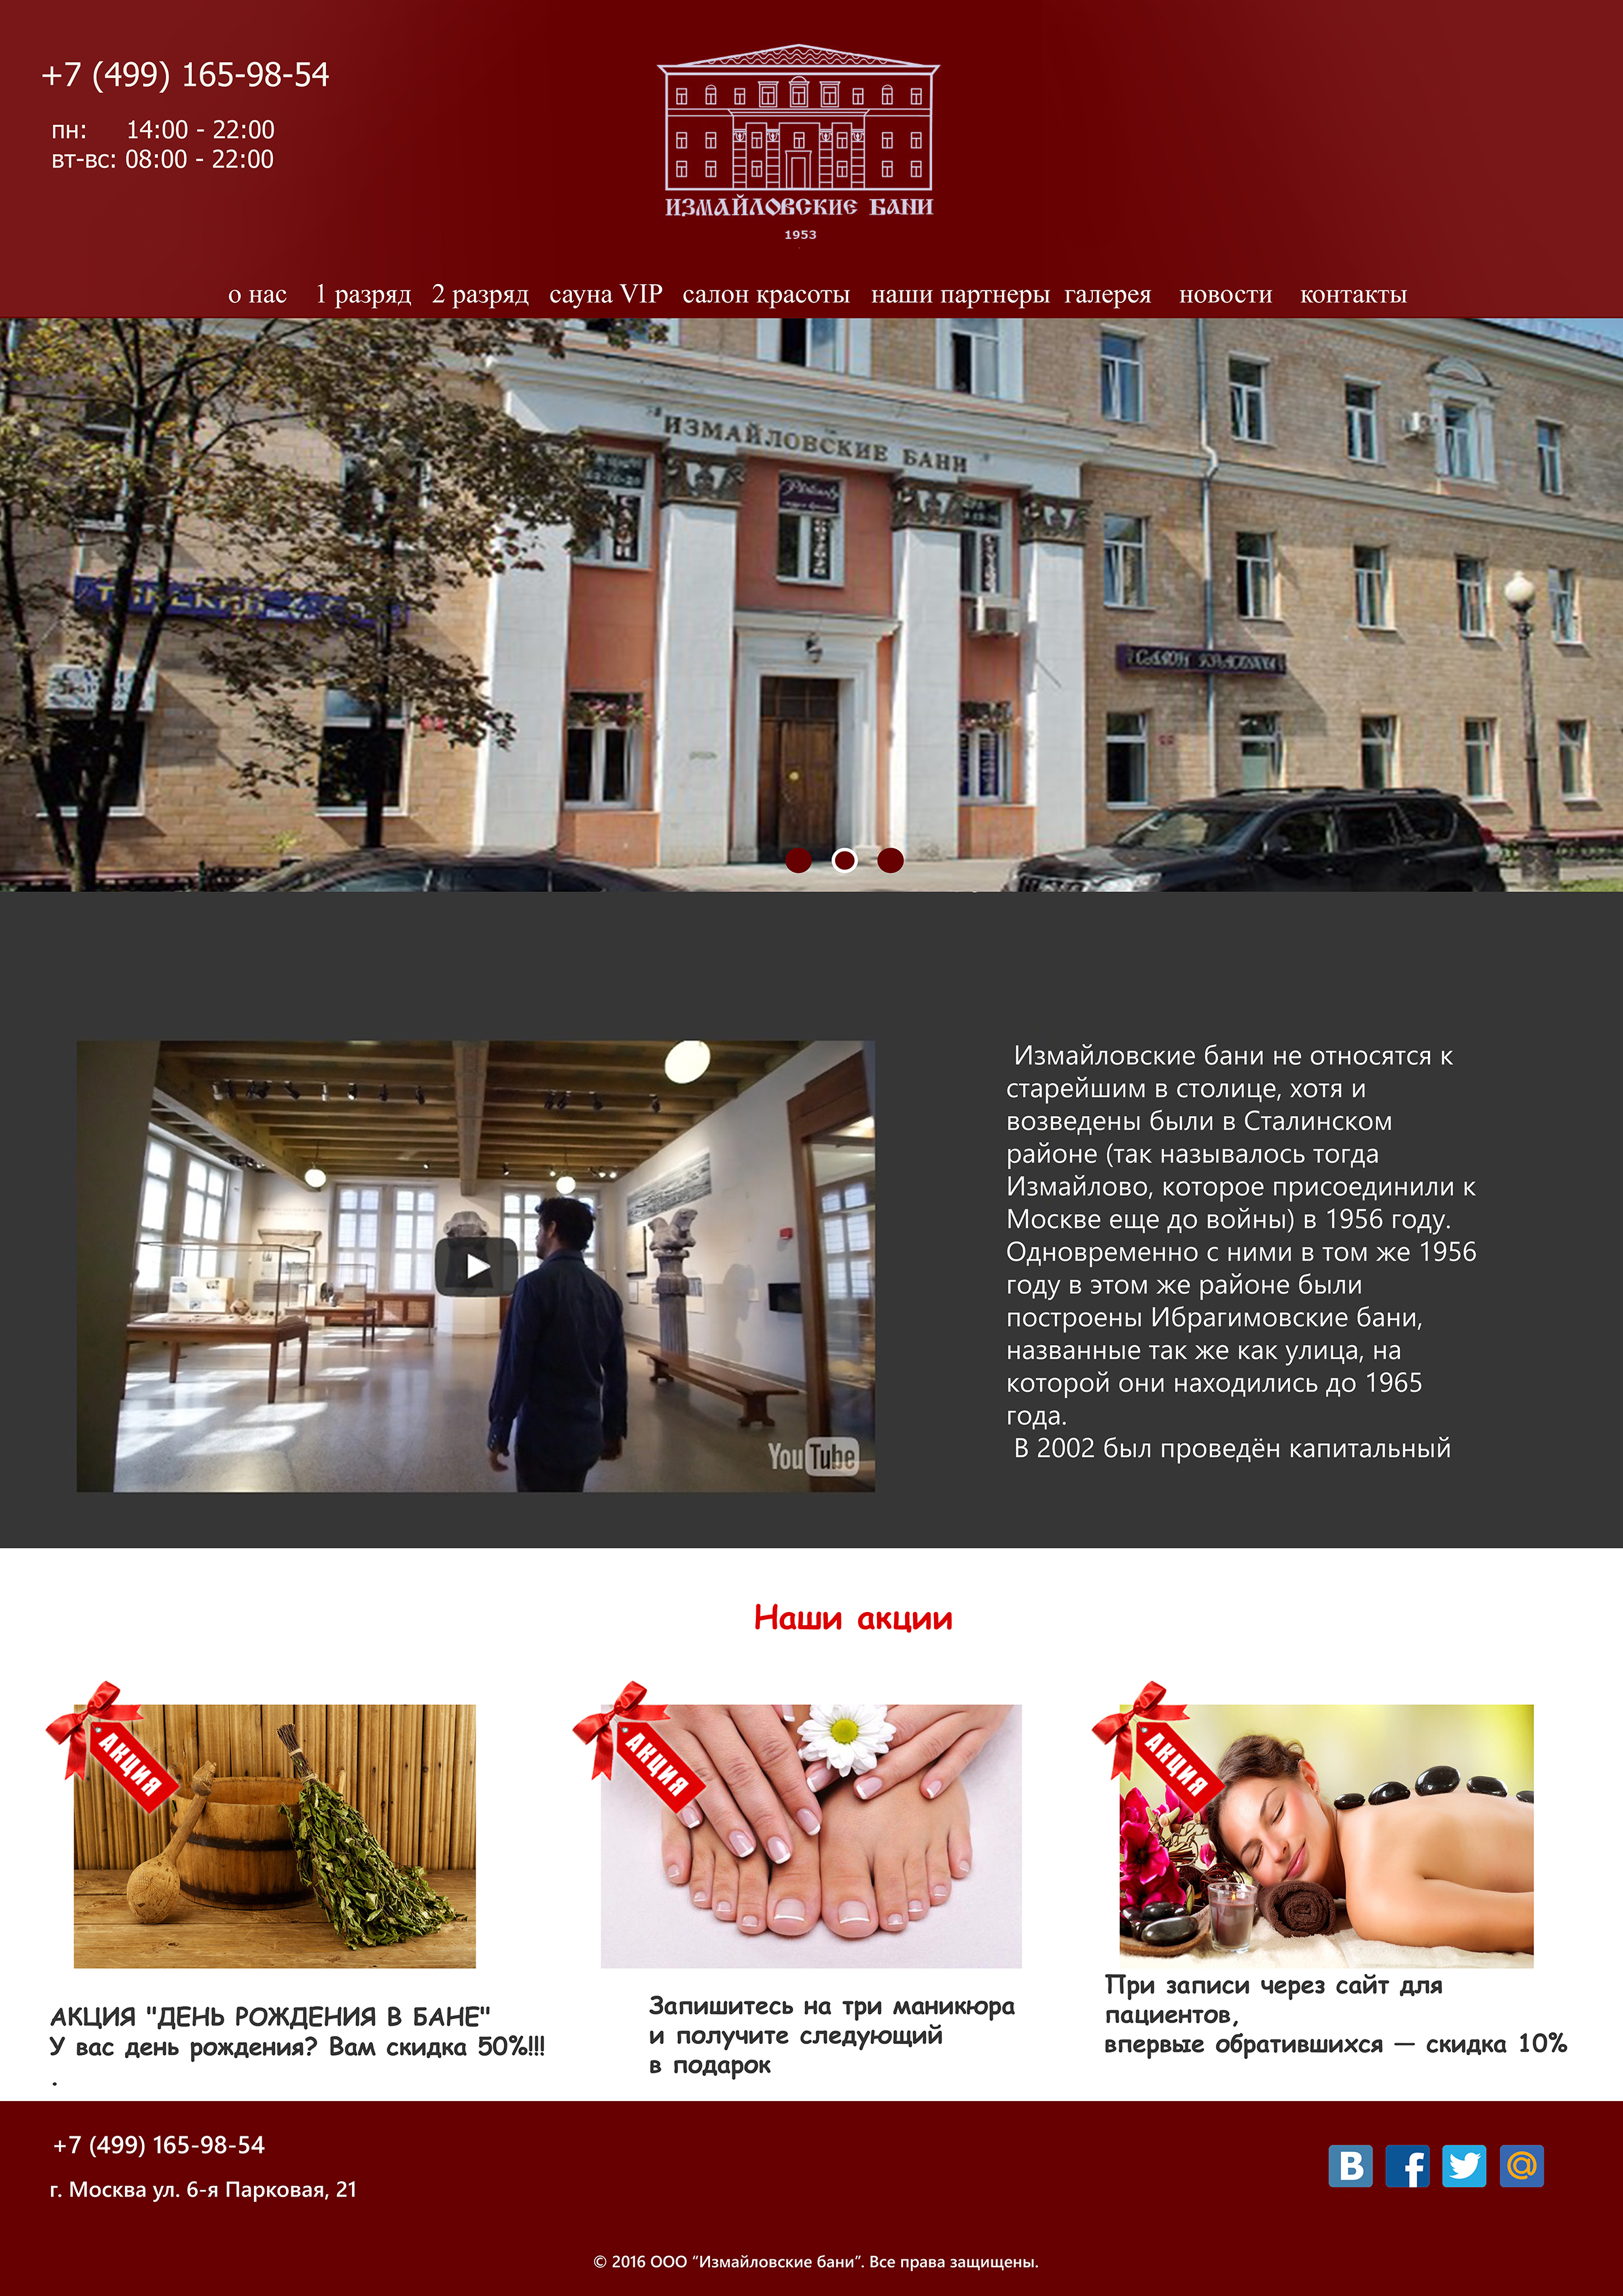 +7 (499) 165-98-54
пн: 14:00 - 22:00
вт-вс: 08:00 - 22:00
ИЗМАЙЛОВСКИЕ БАНИ
1953
о нас 1 разряд 2 разряд сауна VIP салон красоты наши партнеры галерея новости контакты
ИЗМАЙЛОВСКИЕ БАНИ
САЛОН КРАСОТЫ
Измайловские бани не относятся к
старейшим в столице, хотя и
возведены были в Сталинском
районе (так называлось тогда
Измайлово, которое присоединили к
Москве еще до войны) в 1956 году.
Одновременно с ними в том же 1956
году в этом же районе были
построены Ибрагимовские бани,
названные так же как улица, на
которой они находились до 1965
года.
В 2002 был проведён капитальный
YouTube
Наши акции
АКЦИЯ
АКЦИЯ
АКЦИЯ
АКЦИЯ "ДЕНЬ РОЖДЕНИЯ В БАНЕ"
У вас день рождения? Вам скидка 50%!!!
.
Запишитесь на три маникюра
и получите следующий
в подарок
При записи через сайт для
пациентов,
впервые обратившихся — скидка 10%
+7 (499) 165-98-54
г. Москва ул. 6-я Парковая, 21
© 2016 ООО “Измайловские бани”. Все права защищены.